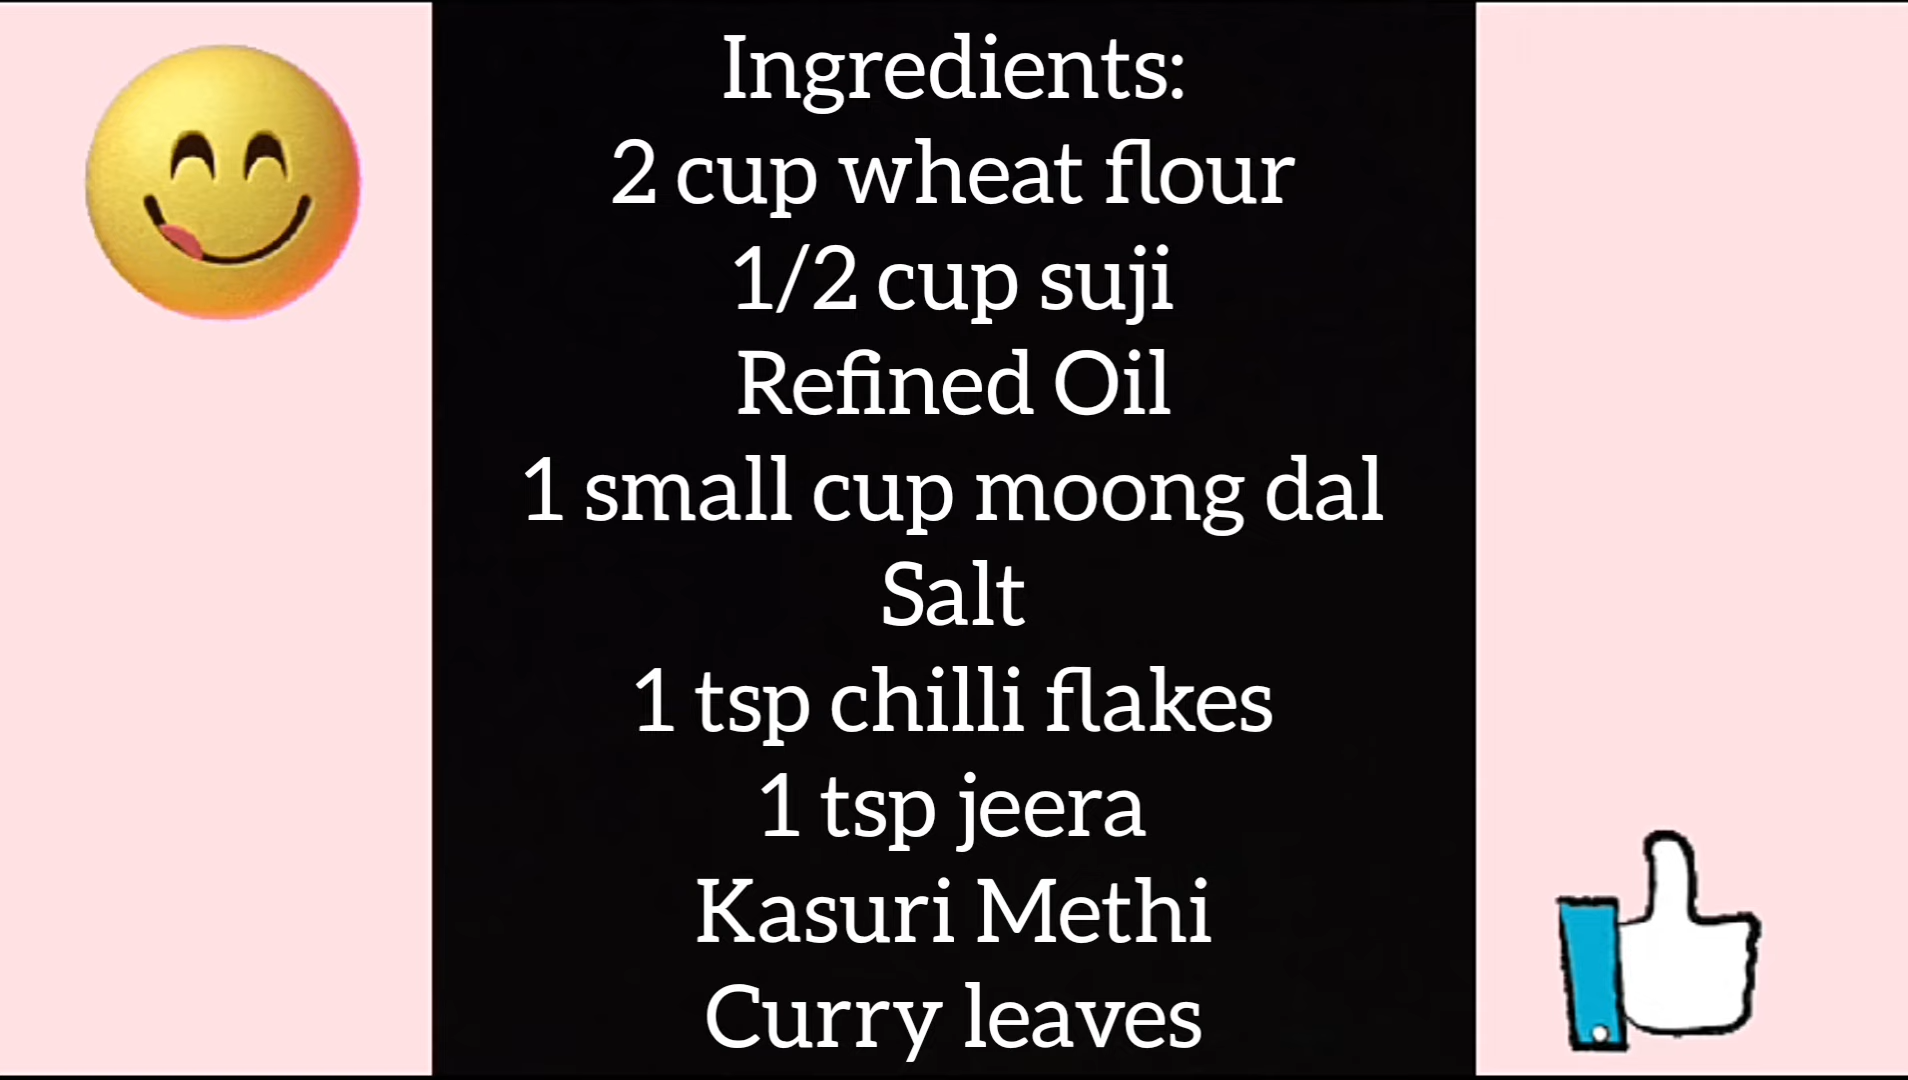 Ingredients:
2 cup wheat flour
1/2 cup suji
Refined Oil
1 small cup moong dal
Salt
1 tsp chilli flakes
1 tsp jeera
Kasuri Methi
Curry leaves